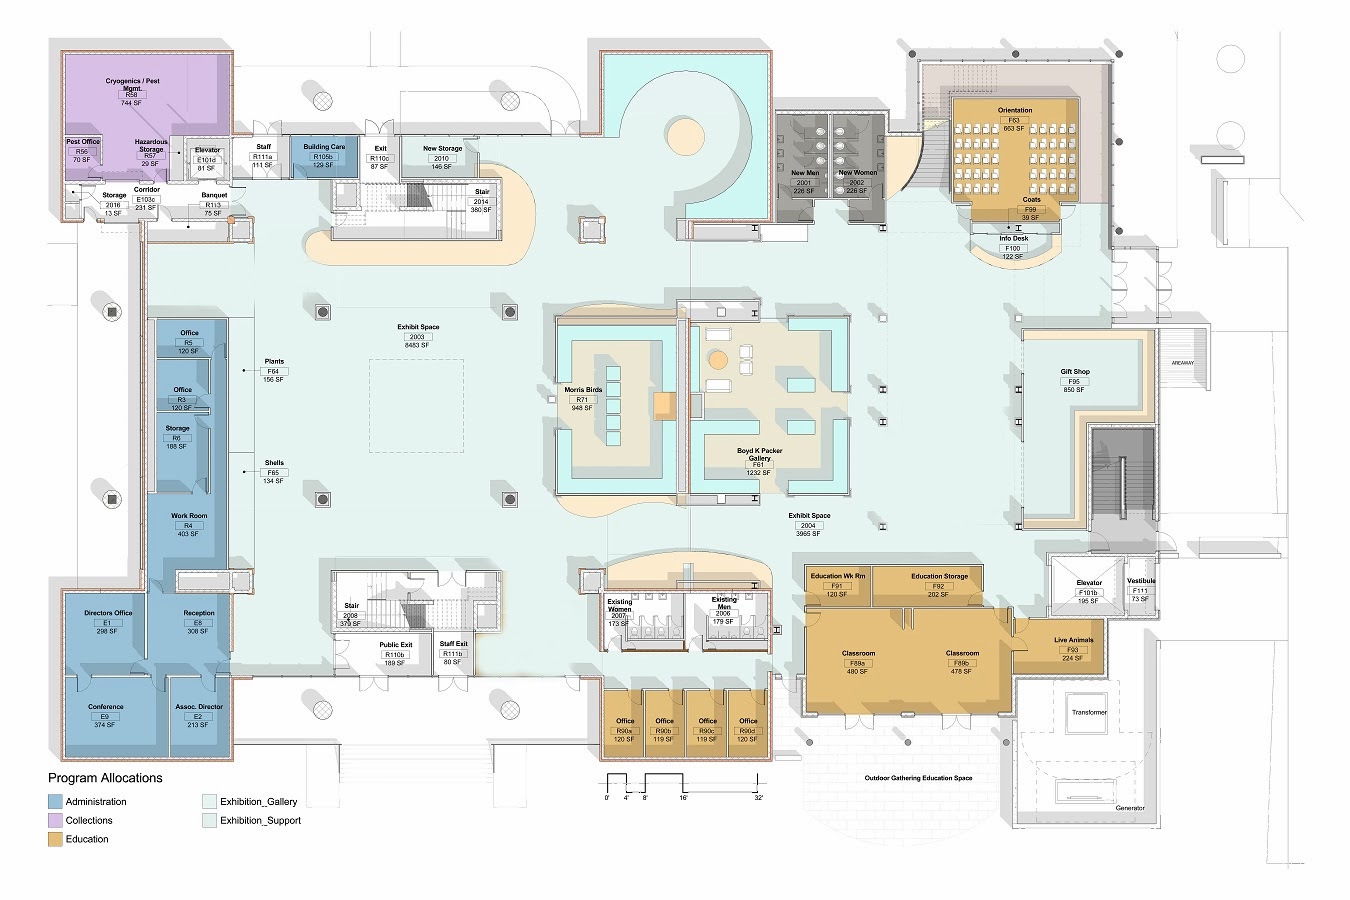 Cryogenics / Pest
Mgmt.
R58
744 SF
Pest Office
R56
70 SF
Hazardous
Storage
R57
29 SF
Elevator
E101d
81 SF
Staff
R111a
111 SF
Building Care
R105b
129 SF
Exit
R110c
87 SF
New Storage
2010
146 SF
Storage
2016
13 SF
Corridor
E103c
231 SF
Banquet
R113
75 SF
Stair
2014
380 SF
New Men
2001
226 SF
New Women
2002
226 SF
Orientation
F63
663 SF
Coats
F99
39 SF
Info Desk
F100
122 SF
Office
R5
120 SF
Exhibit Space
2003
8483 SF
Plants
F64
156 SF
Office
R3
120 SF
Morris Birds
R71
948 SF
Gift Shop
F95
850 SF
AREAWAY
Storage
R6
188 SF
Shells
F65
134 SF
Boyd K Packer
Gallery
F61
1232 SF
Work Room
R4
403 SF
Exhibit Space
2004
3965 SF
Directors Office
E1
298 SF
Reception
E8
308 SF
Stair
2008
379 SF
Public Exit
R110b
189 SF
Staff Exit
R111b
80 SF
Existing
Women
2007
173 SF
Existing
Men
2006
179 SF
Education Wk Rm
F91
120 SF
Education Storage
F92
202 SF
Elevator
F101b
195 SF
Vestibule
F111
73 SF
Classroom
F89a
480 SF
Classroom
F89b
478 SF
Live Animals
F93
224 SF
Conference
E9
374 SF
Assoc. Director
E2
213 SF
Office
R90a
120 SF
Office
R90b
119 SF
Office
R90c
119 SF
Office
R90d
120 SF
Transformer
Outdoor Gathering Education Space
Generator
0' 4' 8' 16' 32'
Program Allocations
Administration
Collections
Education
Exhibition_Gallery
Exhibition_Support